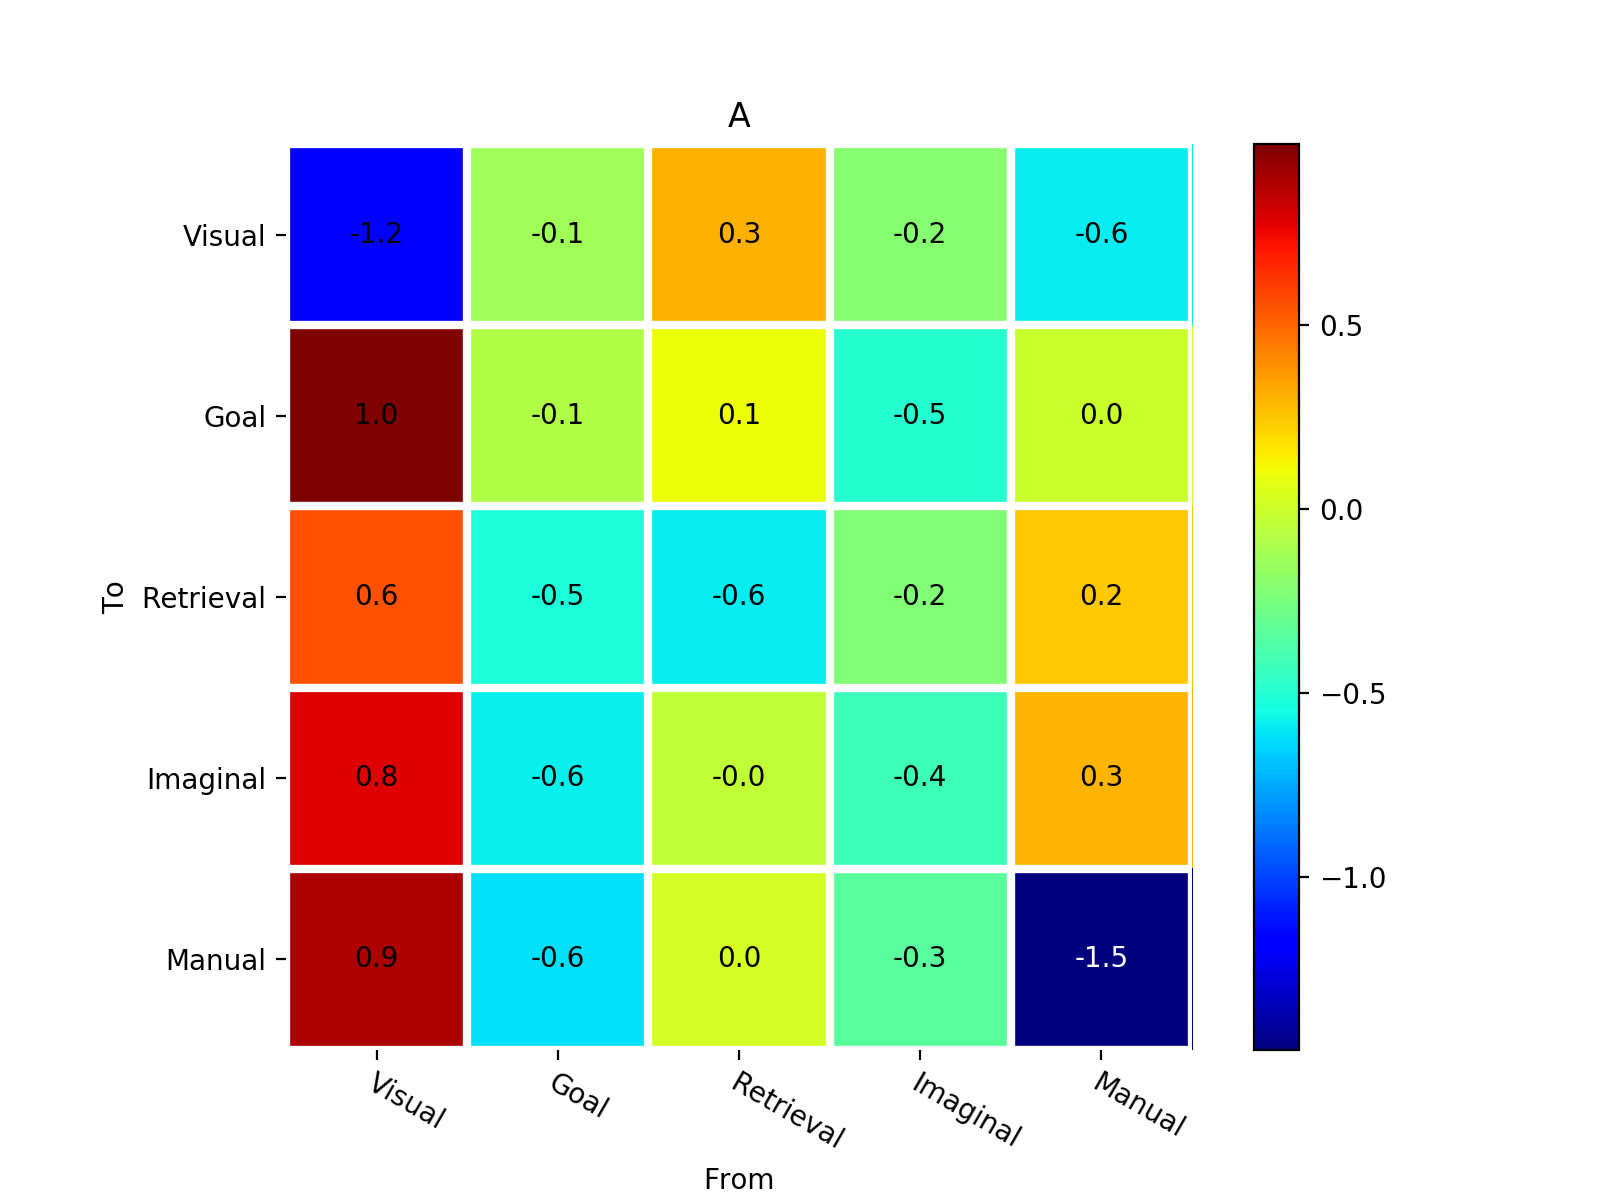 A
Visual -1.2 -0.1 0.3 -0.2 -0.6
Goal 1.0 -0.1 0.1 -0.5 0.0
Retrieval 0.6 -0.5 -0.6 -0.2 0.2
Imaginal 0.8 -0.6 -0.0 -0.4 0.3
Manual 0.9 -0.6 0.0 -0.3 -1.5
To
Visual Goal Retrieval Imaginal Manual
From
0.5
0.0
−0.5
−1.0